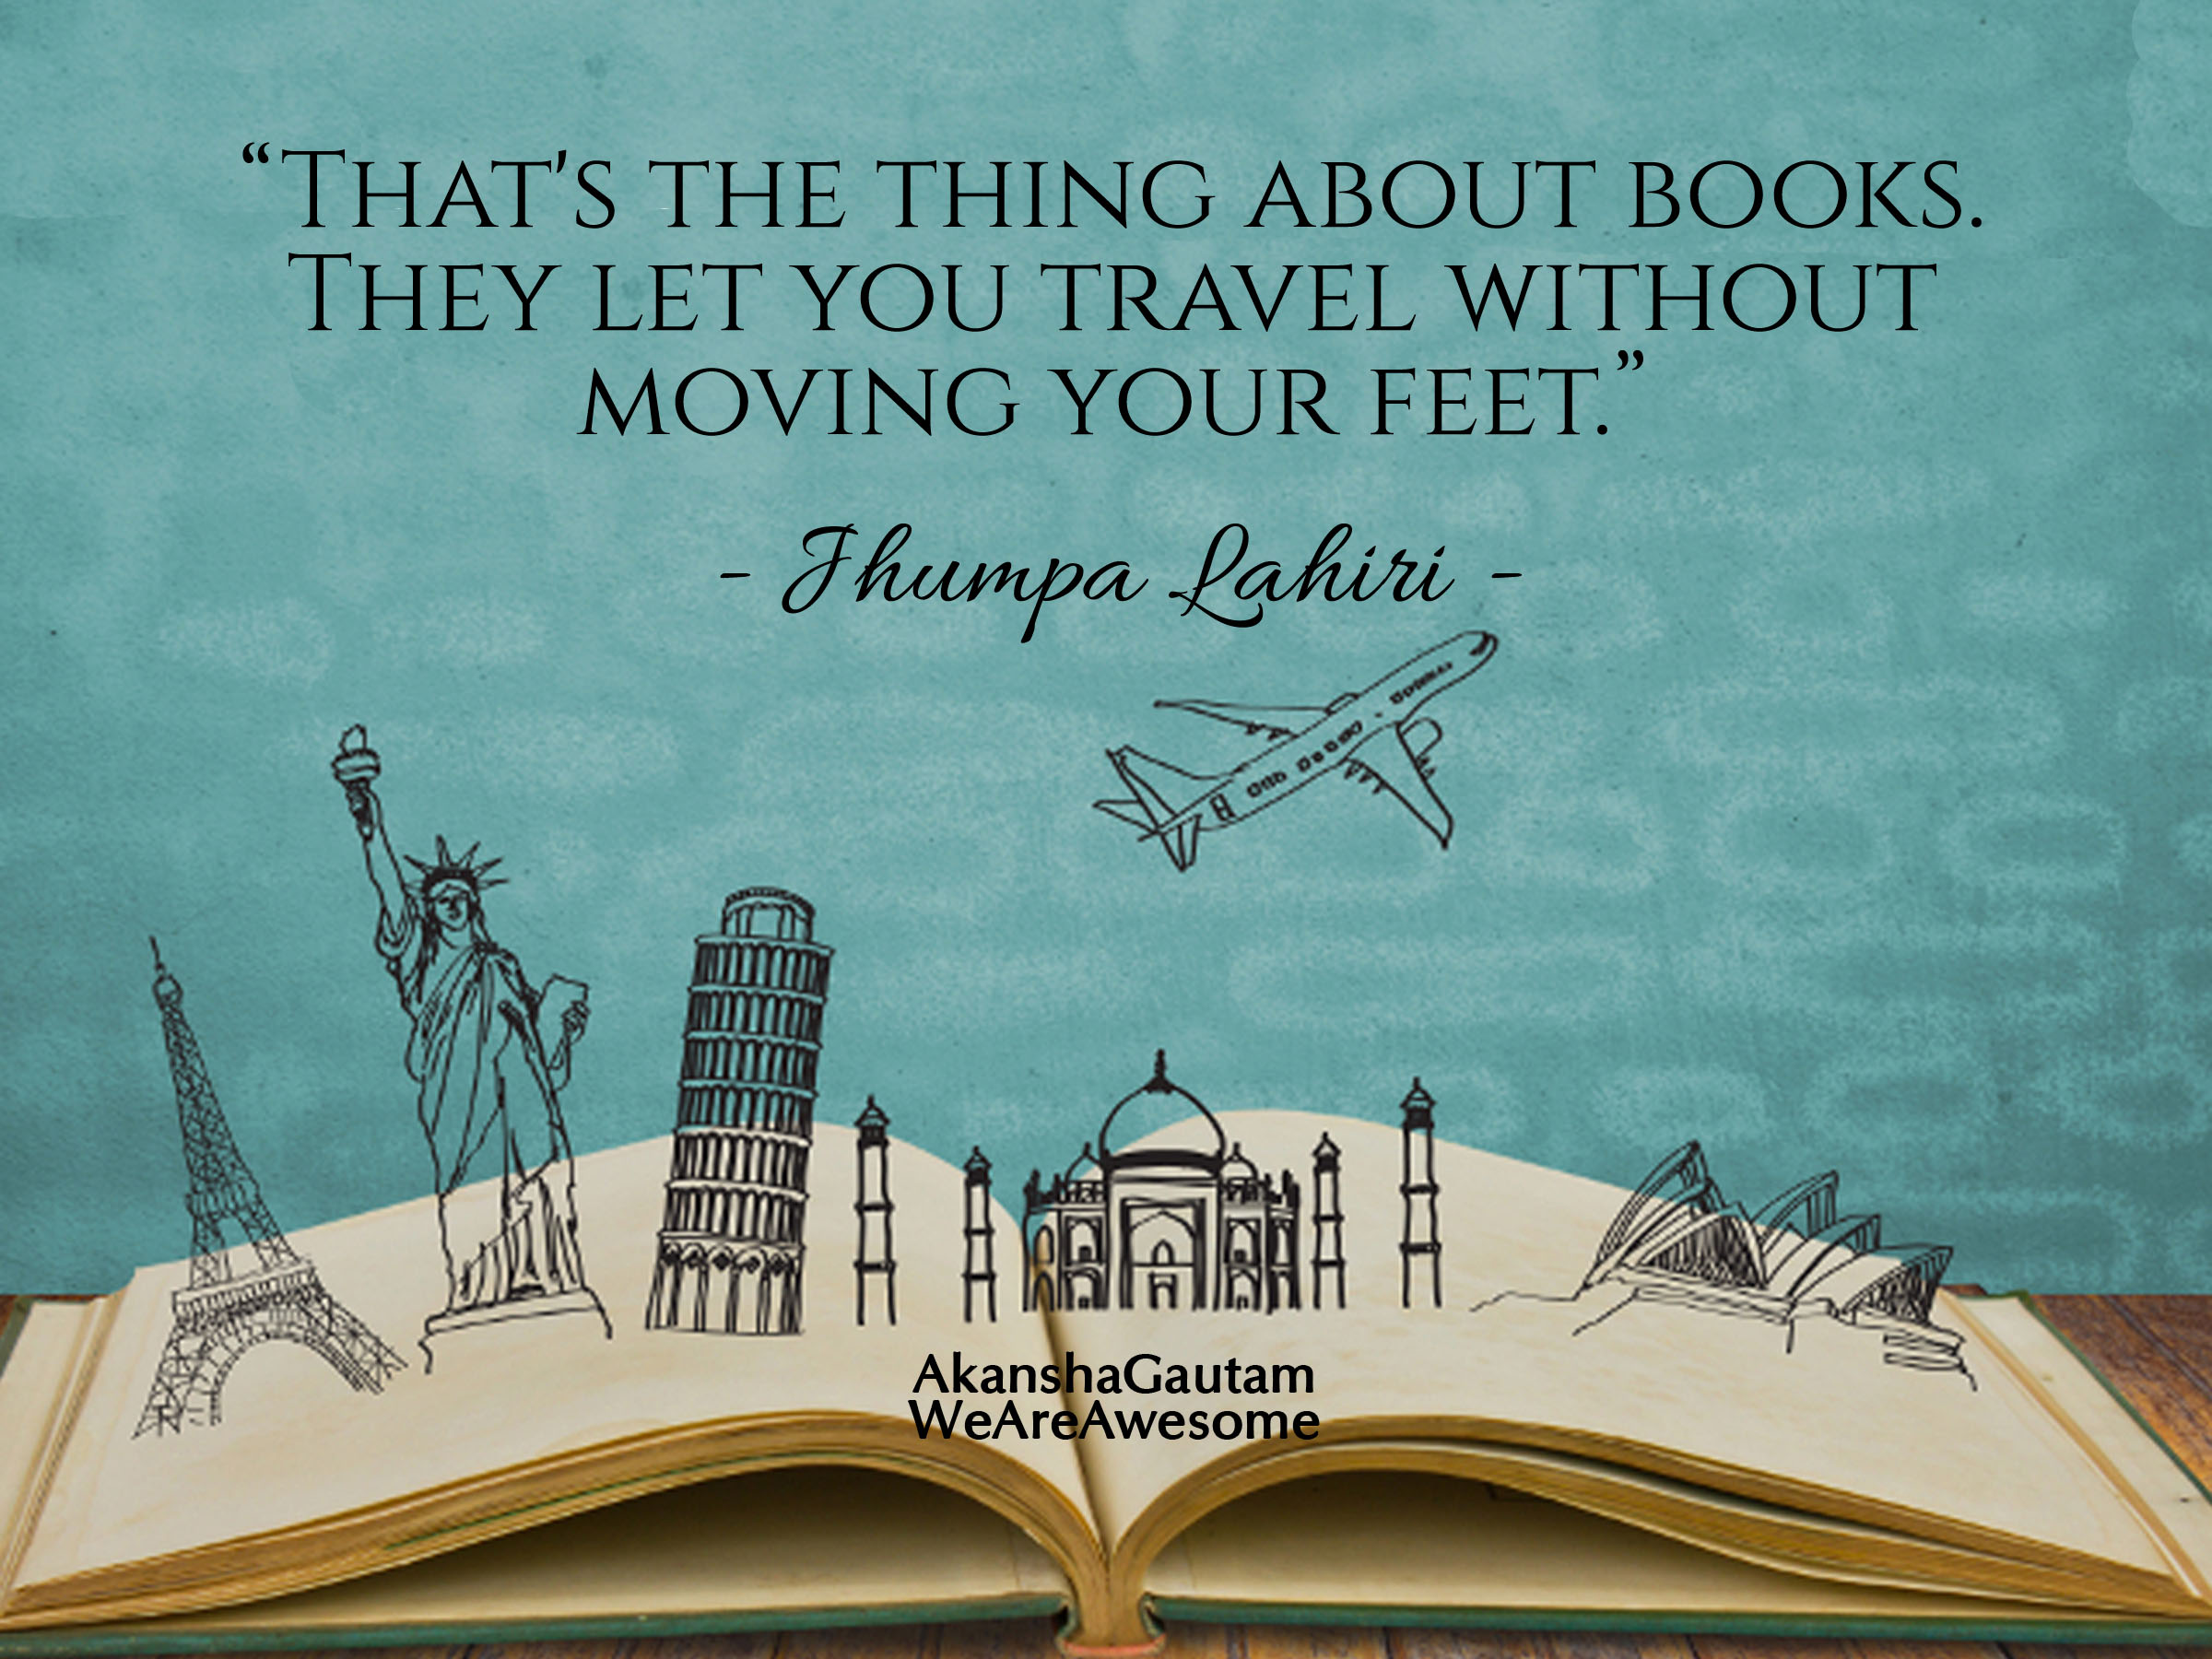 “That's the thing about books.
They let you travel without
moving your feet.”
- Jhumpa Lahiri -
AkanshaGautam
WeAreAwesome